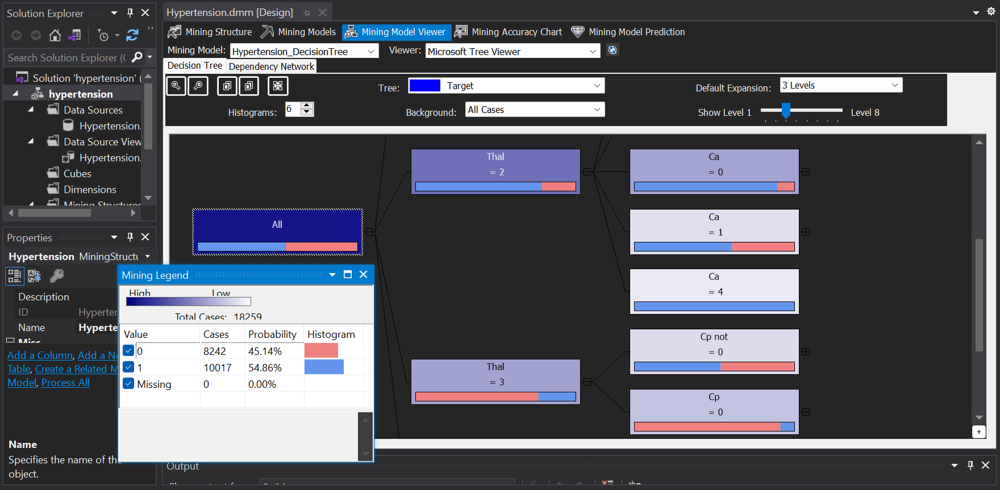 Solution Explorer
Search Solution Explorer (C
Solution 'hypertension' (
hypertension
Data Sources
Hypertension.
Data Source View
Hypertension.
Cubes
Dimensions
Mining Structures
Properties
Hypertension MiningStructu
Description
ID Hyperten
Name Hyperte
Misc
Add a Column, Add a Ne
Table, Create a Related M
Model, Process All
Name
Specifies the name of the
object.
Hypertension.dmm [Design]
Mining Structure Mining Models Mining Model Viewer Mining Accuracy Chart Mining Model Prediction
Mining Model: Hypertension_DecisionTree Viewer: Microsoft Tree Viewer
Decision Tree Dependency Network
Tree: Target Default Expansion: 3 Levels
Histograms: 6 Background: All Cases Show Level 1 Level 8
All
Thal
= 2
Thal
= 3
Ca
= 0
Ca
= 1
Ca
= 4
Cp not
= 0
Cp
= 0
Mining Legend
High Low
Total Cases: 18259
Value Cases Probability Histogram
0 8242 45.14%
1 10017 54.86%
Missing 0 0.00%
Output